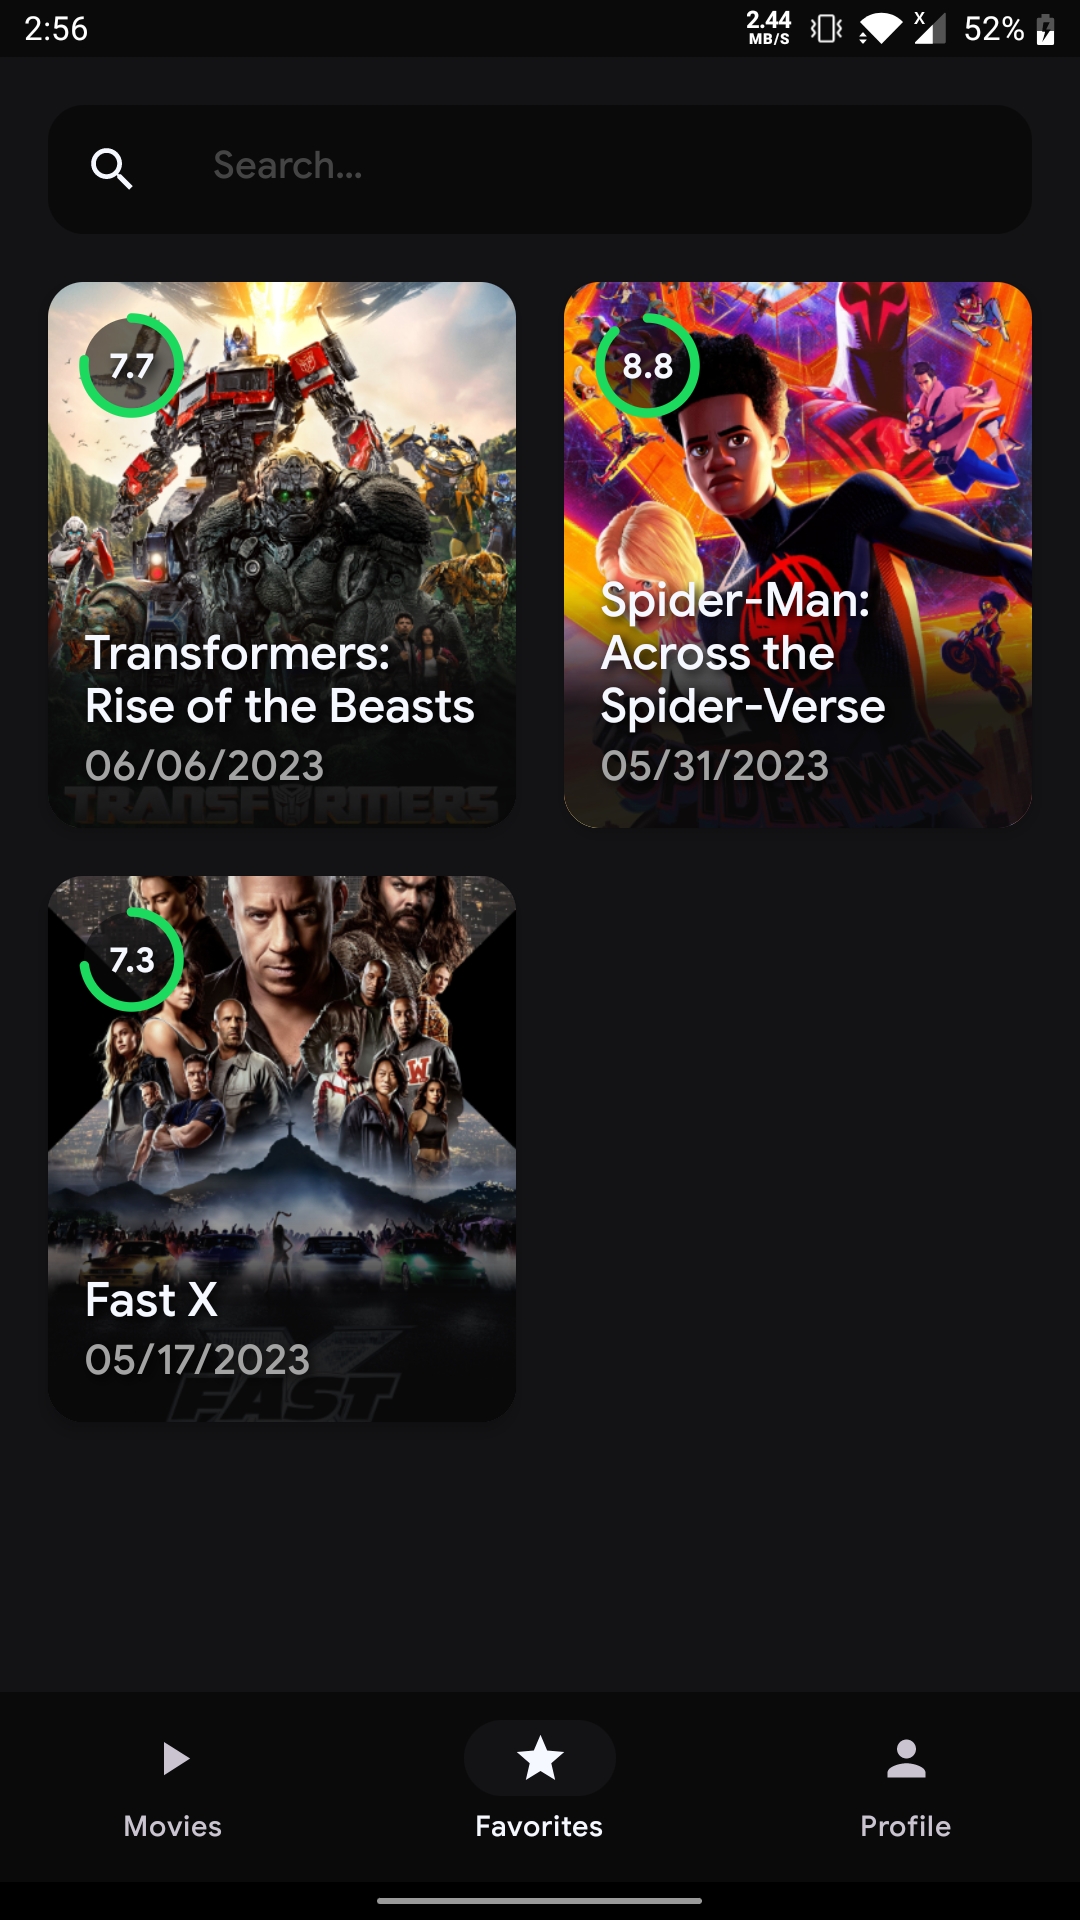 2:56
2.44
MB/S
X
52%
Search...
7.7
Transformers:
Rise of the Beasts
06/06/2023
TRANSFORMERS
8.8
Spider-Man:
Across the
Spider-Verse
05/31/2023
SPIDER-MAN
7.3
W
Fast X
05/17/2023
FAST
Movies
Favorites
Profile